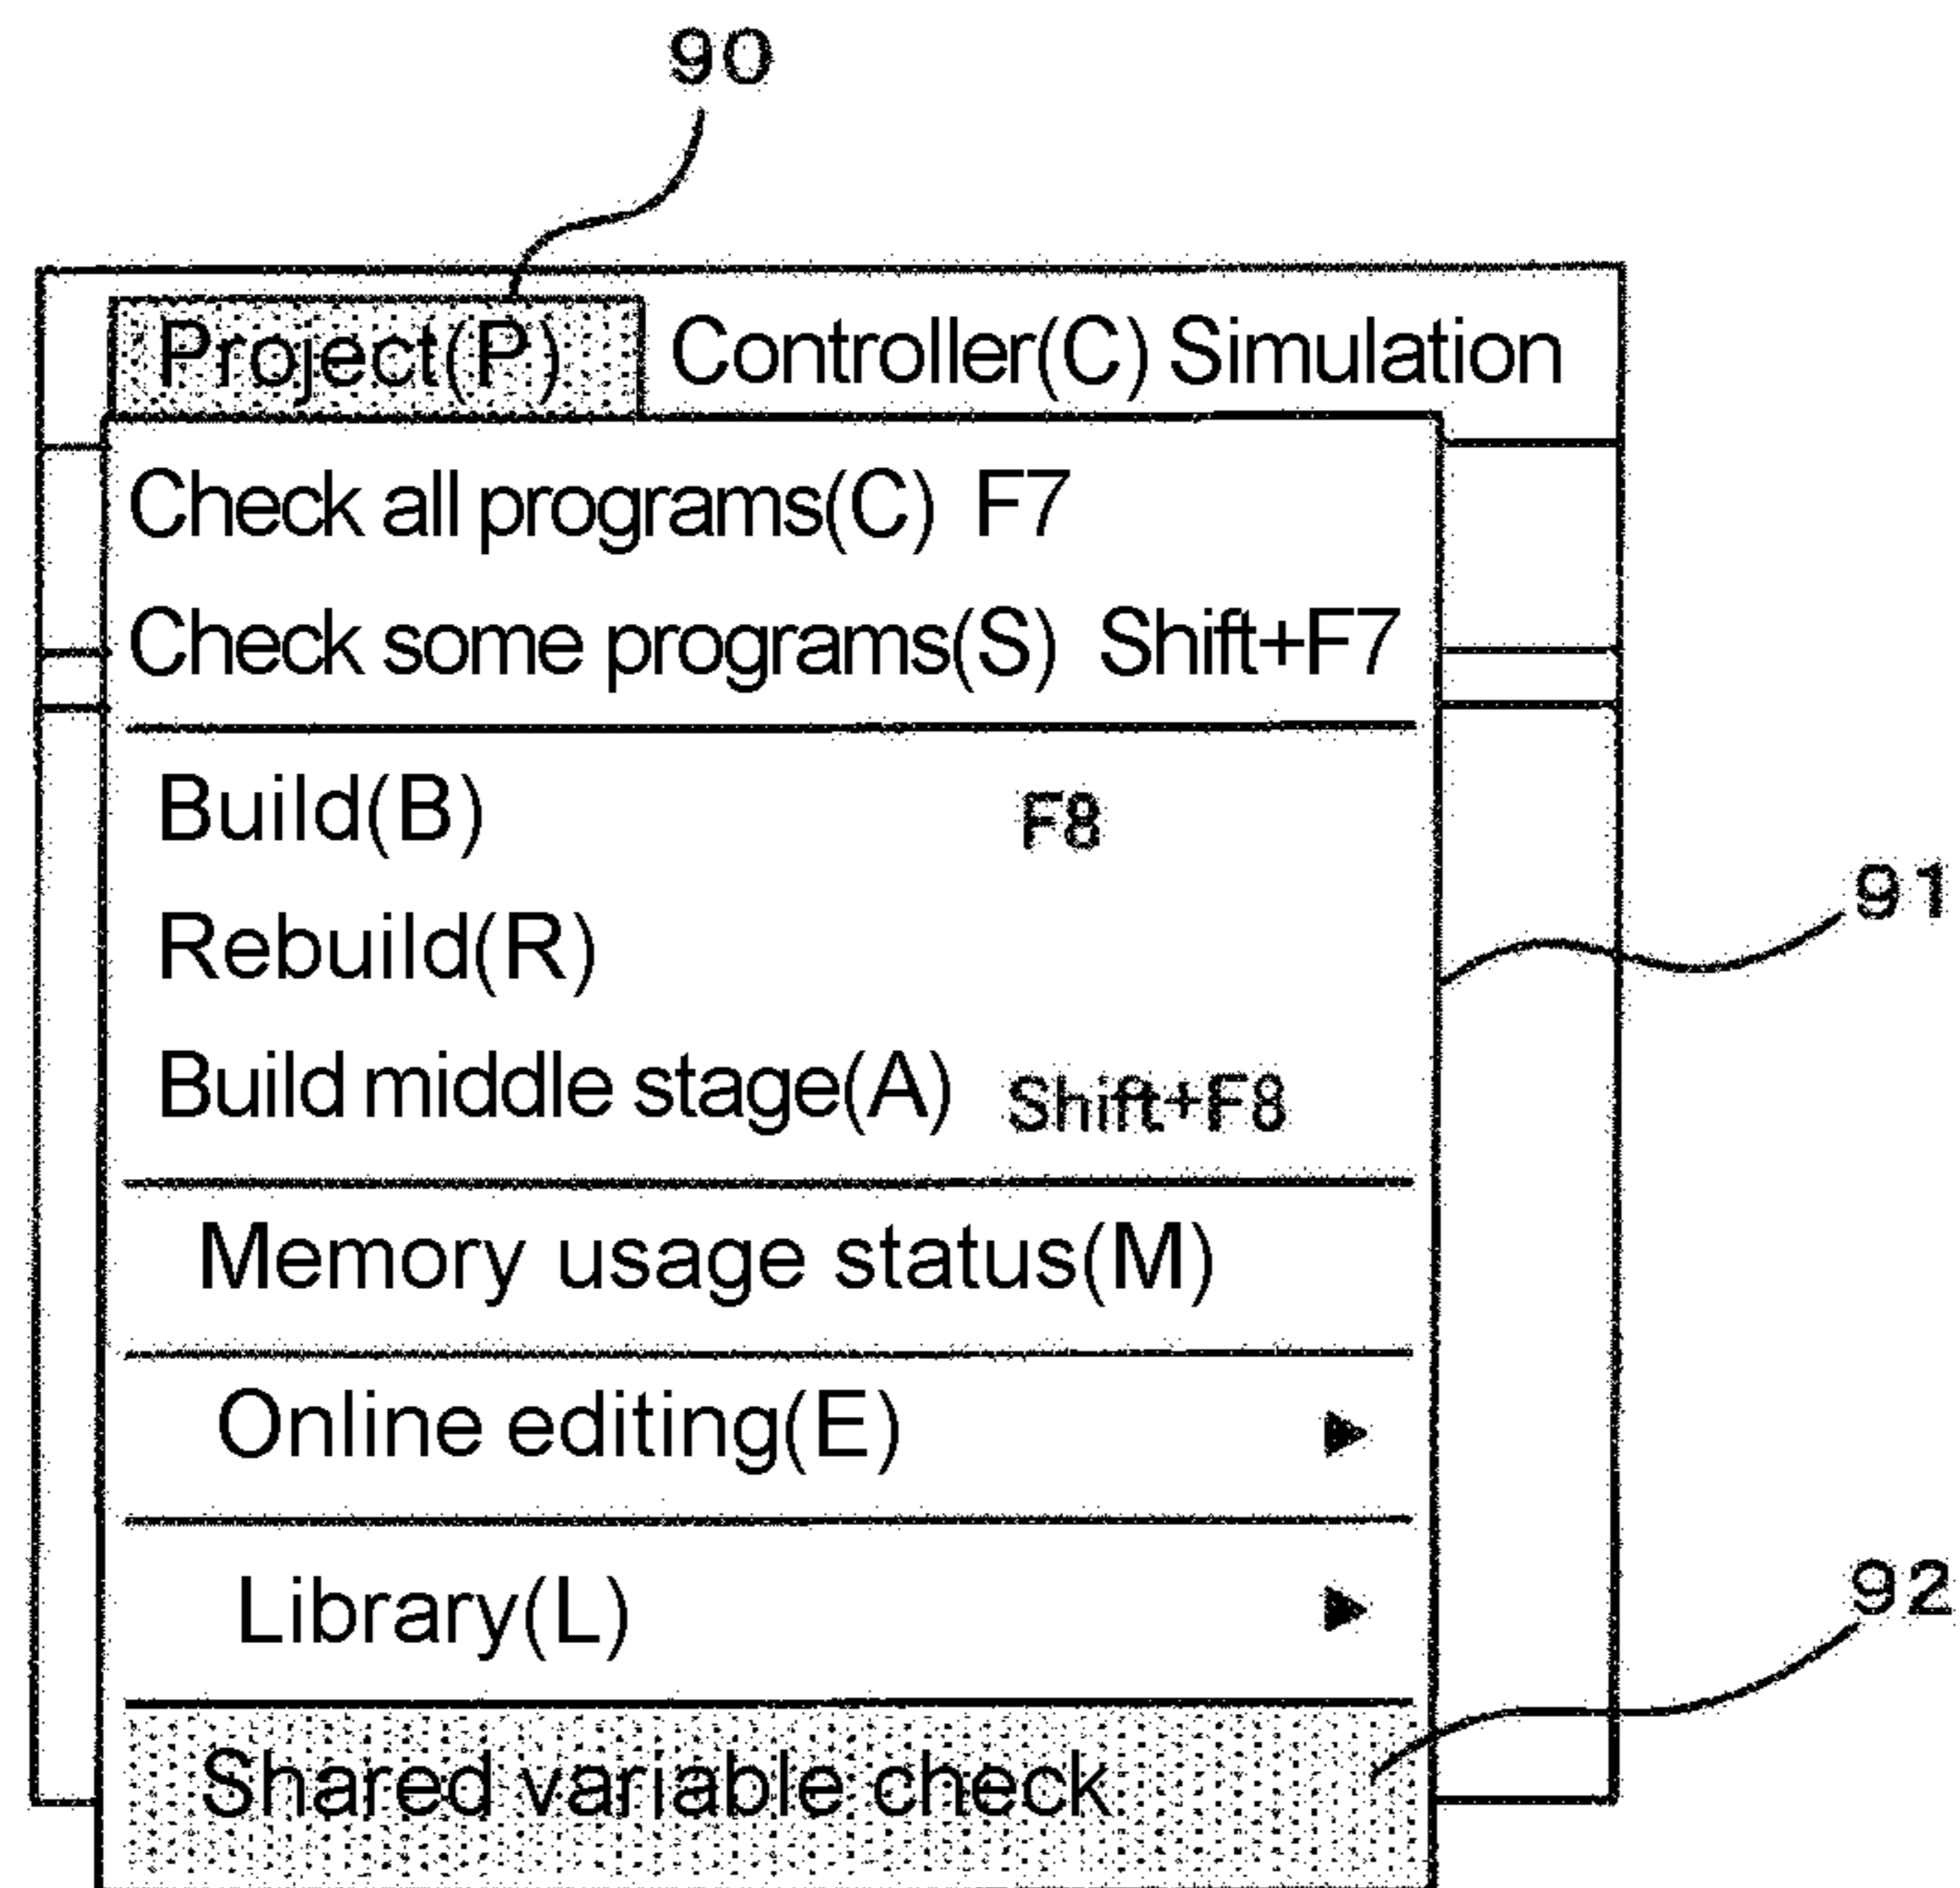 90
Project(P) Controller(C) Simulation
Check all programs(C) F7
Check some programs(S) Shift+F7
Build(B) F8
91
Rebuild(R)
Build middle stage(A) Shift+F8
Memory usage status(M)
Online editing(E) ▶
Library(L) ▶
92
Shared variable check